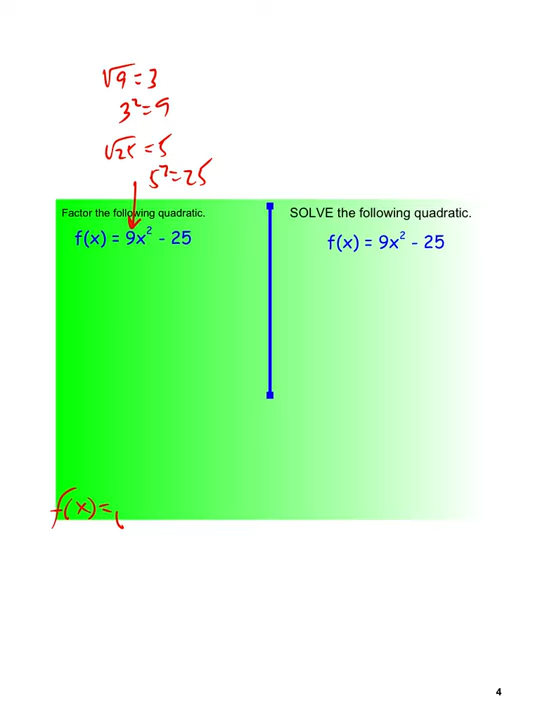 √9 = 3
3² = 9
√25 = 5
5² = 25
Factor the following quadratic.
f(x) = 9x² - 25
SOLVE the following quadratic.
f(x) = 9x² - 25
f(x) = (
4